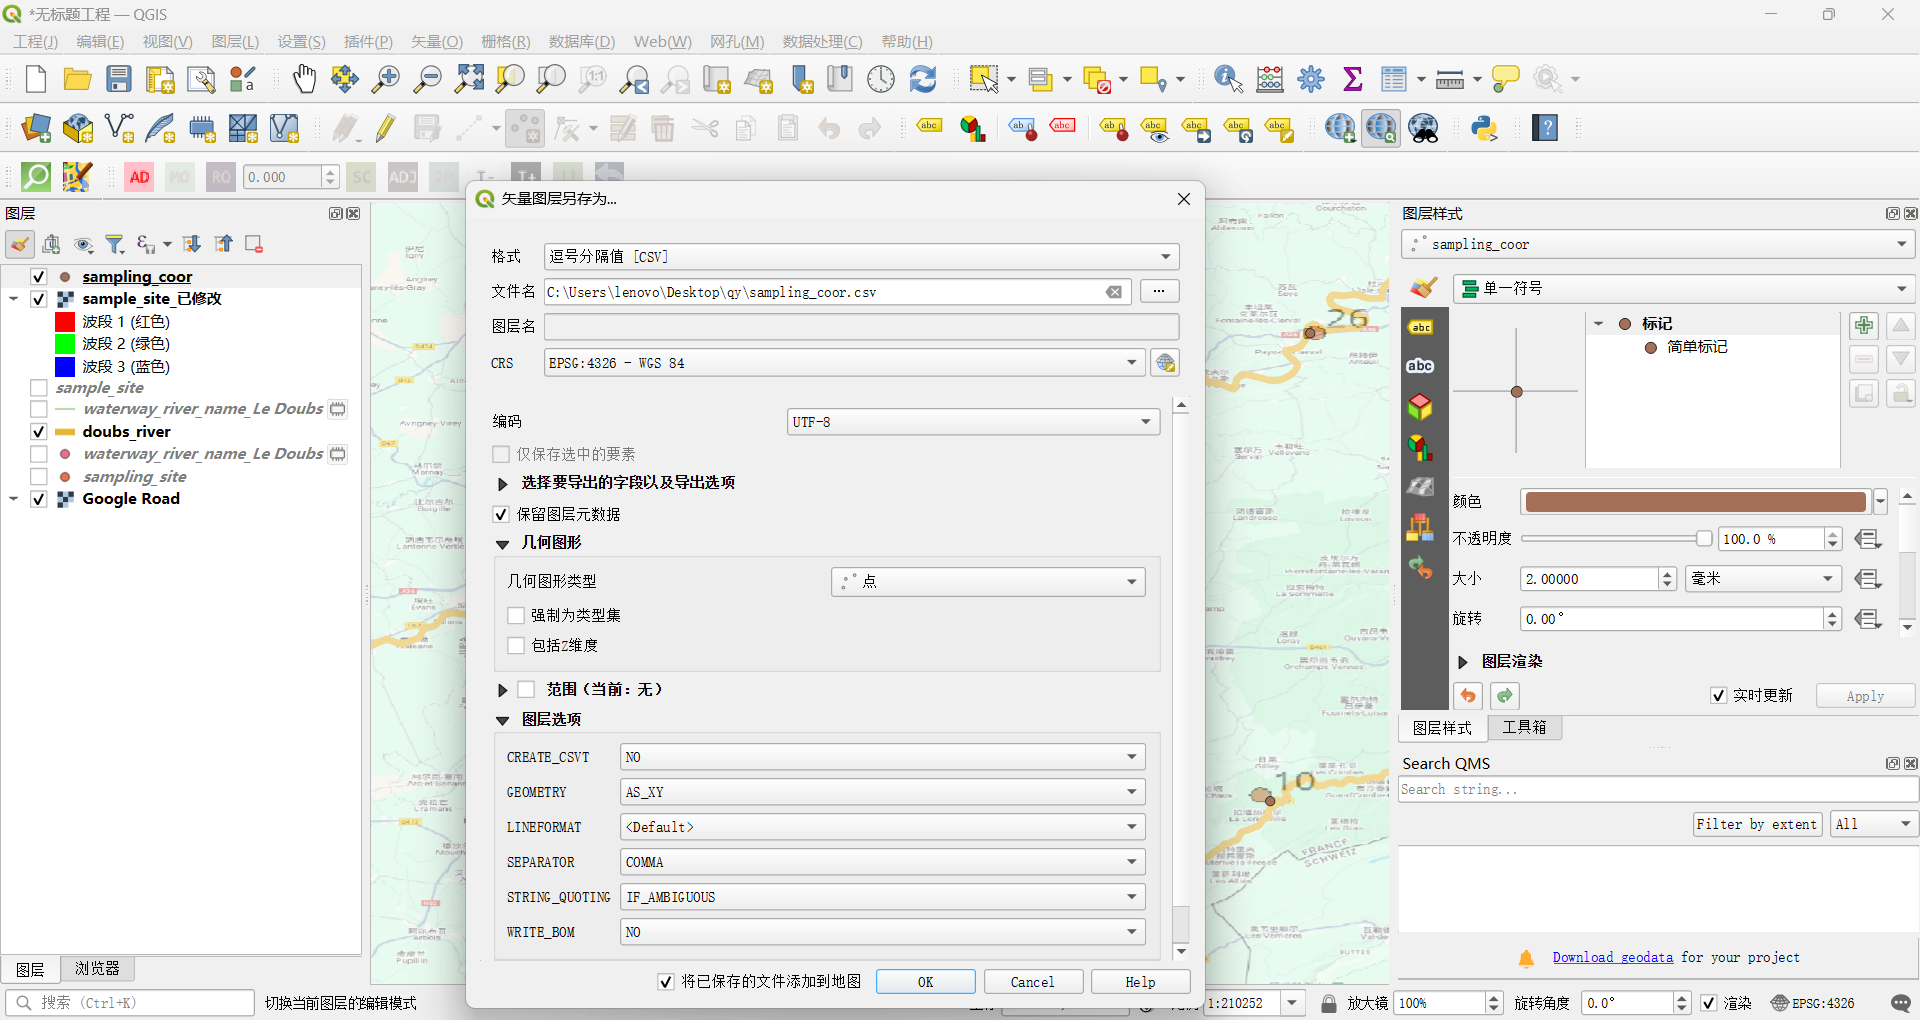 *无标题工程 — QGIS
工程(J) 编辑(E) 视图(V) 图层(L) 设置(S) 插件(P) 矢量(O) 栅格(R) 数据库(D) Web(W) 网孔(M) 数据处理(C) 帮助(H)
AD MO RO 0.000 SC ADJ
图层
sampling_coor
sample_site_已修改
波段 1 (红色)
波段 2 (绿色)
波段 3 (蓝色)
sample_site
waterway_river_name_Le Doubs
doubs_river
waterway_river_name_Le Doubs
sampling_site
Google Road
图层 浏览器
搜索 (Ctrl+K) 切换当前图层的编辑模式
矢量图层另存为...
格式 逗号分隔值 [CSV]
文件名 C:\Users\lenovo\Desktop\qy\sampling_coor.csv ...
图层名
CRS EPSG:4326 - WGS 84
编码 UTF-8
仅保存选中的要素
选择要导出的字段以及导出选项
保留图层元数据
几何图形
几何图形类型 点
强制为类型集
包括Z维度
范围（当前：无）
图层选项
CREATE_CSVT NO
GEOMETRY AS_XY
LINEFORMAT <Default>
SEPARATOR COMMA
STRING_QUOTING IF_AMBIGUOUS
WRITE_BOM NO
将已保存的文件添加到地图 OK Cancel Help
26
10
FRANCE
SCHWEIZ
图层样式
sampling_coor
单一符号
标记
简单标记
颜色
不透明度 100.0 %
大小 2.00000 毫米
旋转 0.00°
图层渲染
实时更新 Apply
图层样式 工具箱
Search QMS
Search string...
Filter by extent All
Download geodata for your project
1:210252 放大镜 100% 旋转角度 0.0° 渲染 EPSG:4326